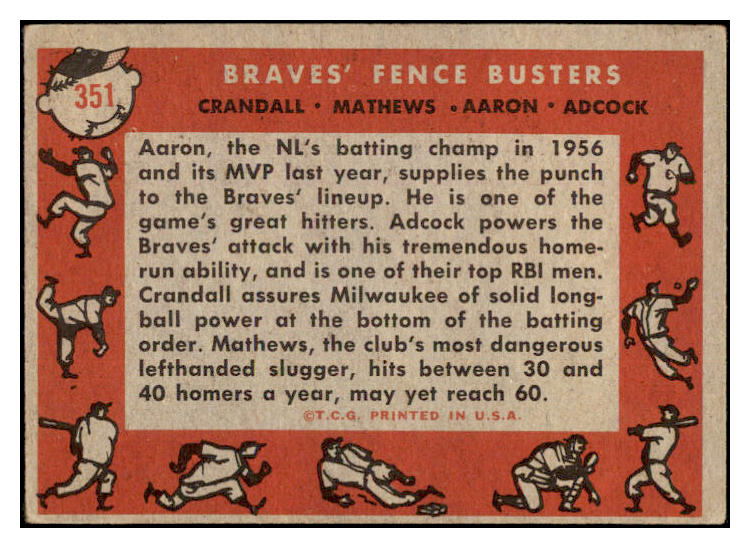 351
BRAVES' FENCE BUSTERS
CRANDALL • MATHEWS • AARON • ADCOCK
Aaron, the NL's batting champ in 1956
and its MVP last year, supplies the punch
to the Braves' lineup. He is one of the
game's great hitters. Adcock powers the
Braves' attack with his tremendous home-
run ability, and is one of their top RBI men.
Crandall assures Milwaukee of solid long-
ball power at the bottom of the batting
order. Mathews, the club's most dangerous
lefthanded slugger, hits between 30 and
40 homers a year, may yet reach 60.
©T.C.G. PRINTED IN U.S.A.